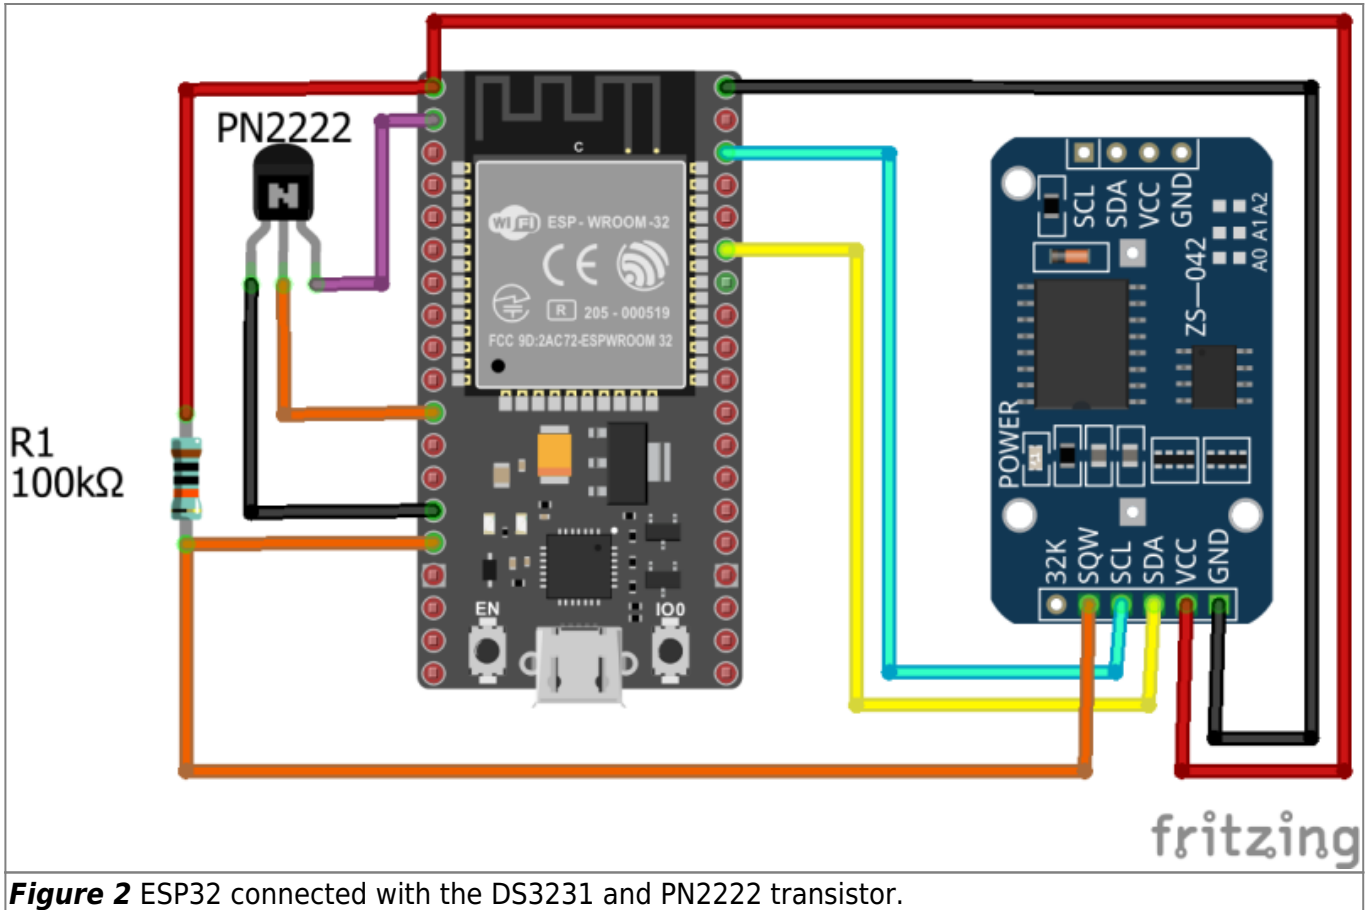 PN2222
N
C
Wi Fi ESP - WROOM -32
CE
R 205 - 000519
FCC 9D:2AC72-ESPWROOM 32
R1
100kΩ
EN
IO0
SCL
SDA
VCC
GND
A0 A1 A2
ZS—042
POWER
32K
SQW
SCL
SDA
VCC
GND
fritzing
Figure 2 ESP32 connected with the DS3231 and PN2222 transistor.